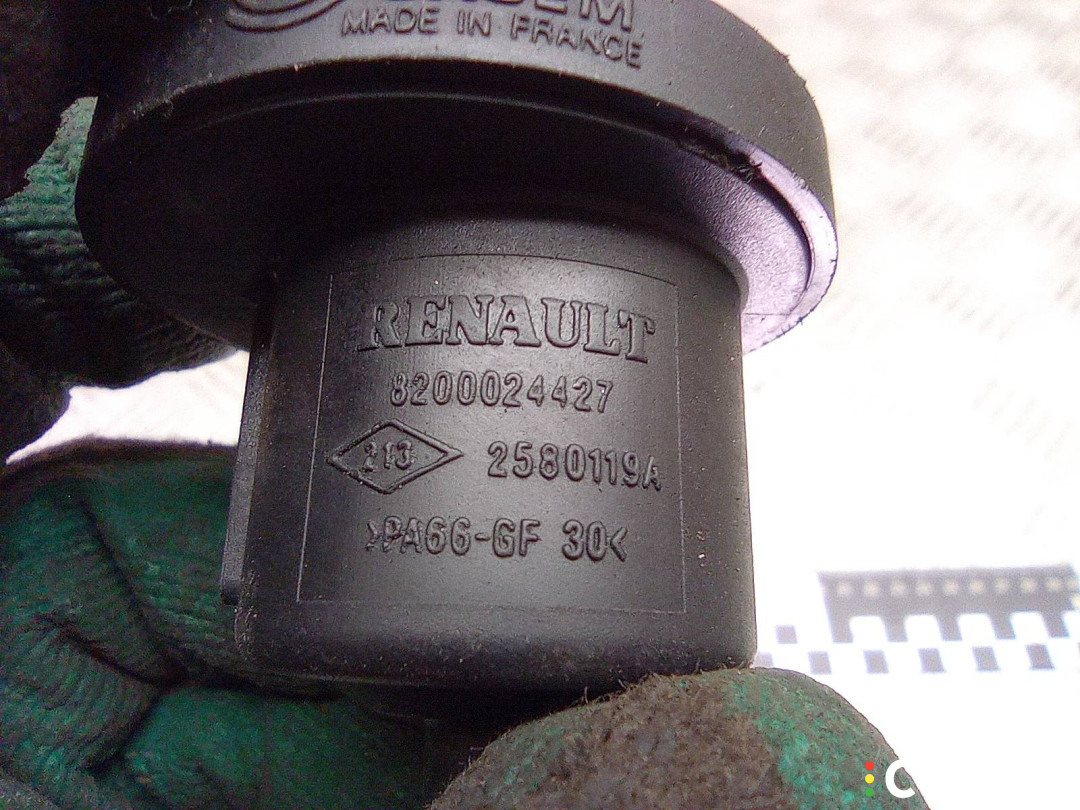 MADE IN FRANCE
RENAULT
8200024427
213 2580119A
>PA66-GF 30<